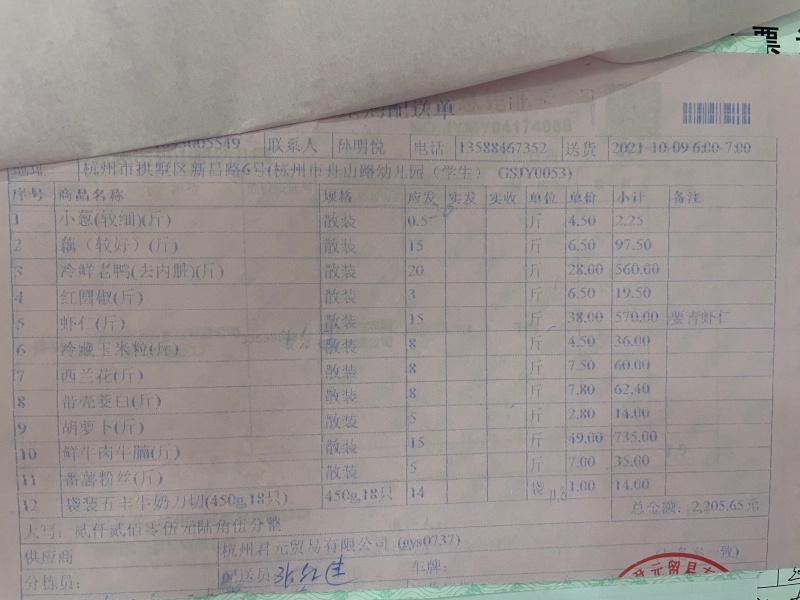 票
配送单
联系人 孙明悦 电话 13588467352 送货 2021-10-09 6:00-7:00
地址 杭州市拱墅区新昌路6号(杭州市舟山路幼儿园（学生） GSJY0053)
序号 商品名称 规格 应发 实发 实收 单位 单价 小计 备注
1 小葱(较细)(斤) 散装 0.5 斤 4.50 2.25
2 藕（较好）(斤) 散装 15 斤 6.50 97.50
3 冷鲜老鸭(去内脏)(斤) 散装 20 斤 28.00 560.00
4 红圆椒(斤) 散装 3 斤 6.50 19.50
5 虾仁(斤) 散装 15 斤 38.00 570.00 要青虾仁
6 冷藏玉米粒(斤) 散装 8 斤 4.50 36.00
7 西兰花(斤) 散装 8 斤 7.50 60.00
8 带壳茭白(斤) 散装 8 斤 7.80 62.40
9 胡萝卜(斤) 散装 5 斤 2.80 14.00
10 鲜牛肉牛腩(斤) 散装 15 斤 49.00 735.00
11 番薯粉丝(斤) 散装 5 斤 7.00 35.00
12 袋装五丰牛奶刀切(450g,18只) 450g,18只 14 袋 1.00 14.00
总金额: 2,205.65元
大写: 贰仟贰佰零伍元陆角伍分
供应商 杭州君元贸易有限公司 (gys0737)
分拣员: 配送员 车牌: